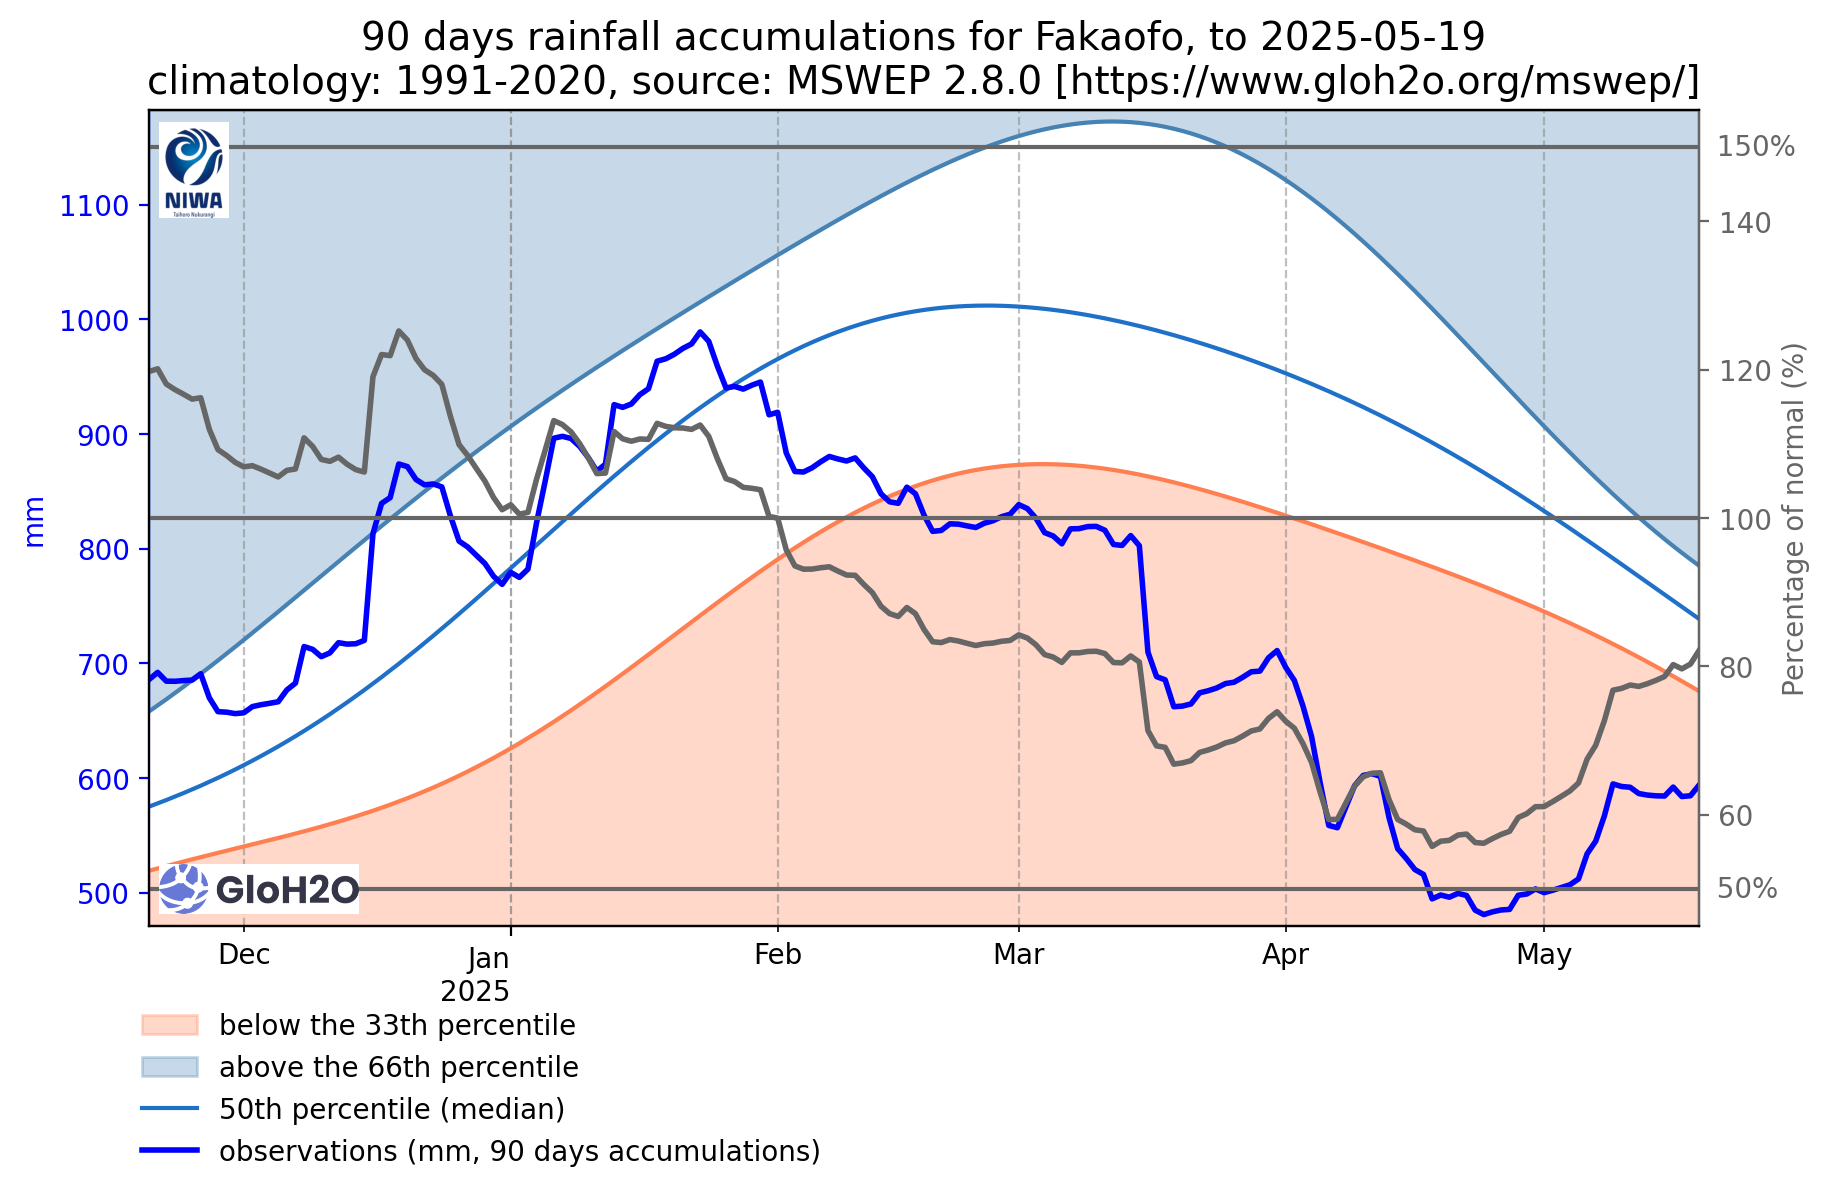 90 days rainfall accumulations for Fakaofo, to 2025-05-19
climatology: 1991-2020, source: MSWEP 2.8.0 [https://www.gloh2o.org/mswep/]
NIWA
Taihoro Nukurangi
150%
1100
140
1000
120
900
mm
100
Percentage of normal (%)
800
700
80
600
60
GloH2O
500
50%
Dec
Jan
2025
Feb
Mar
Apr
May
below the 33th percentile
above the 66th percentile
50th percentile (median)
observations (mm, 90 days accumulations)